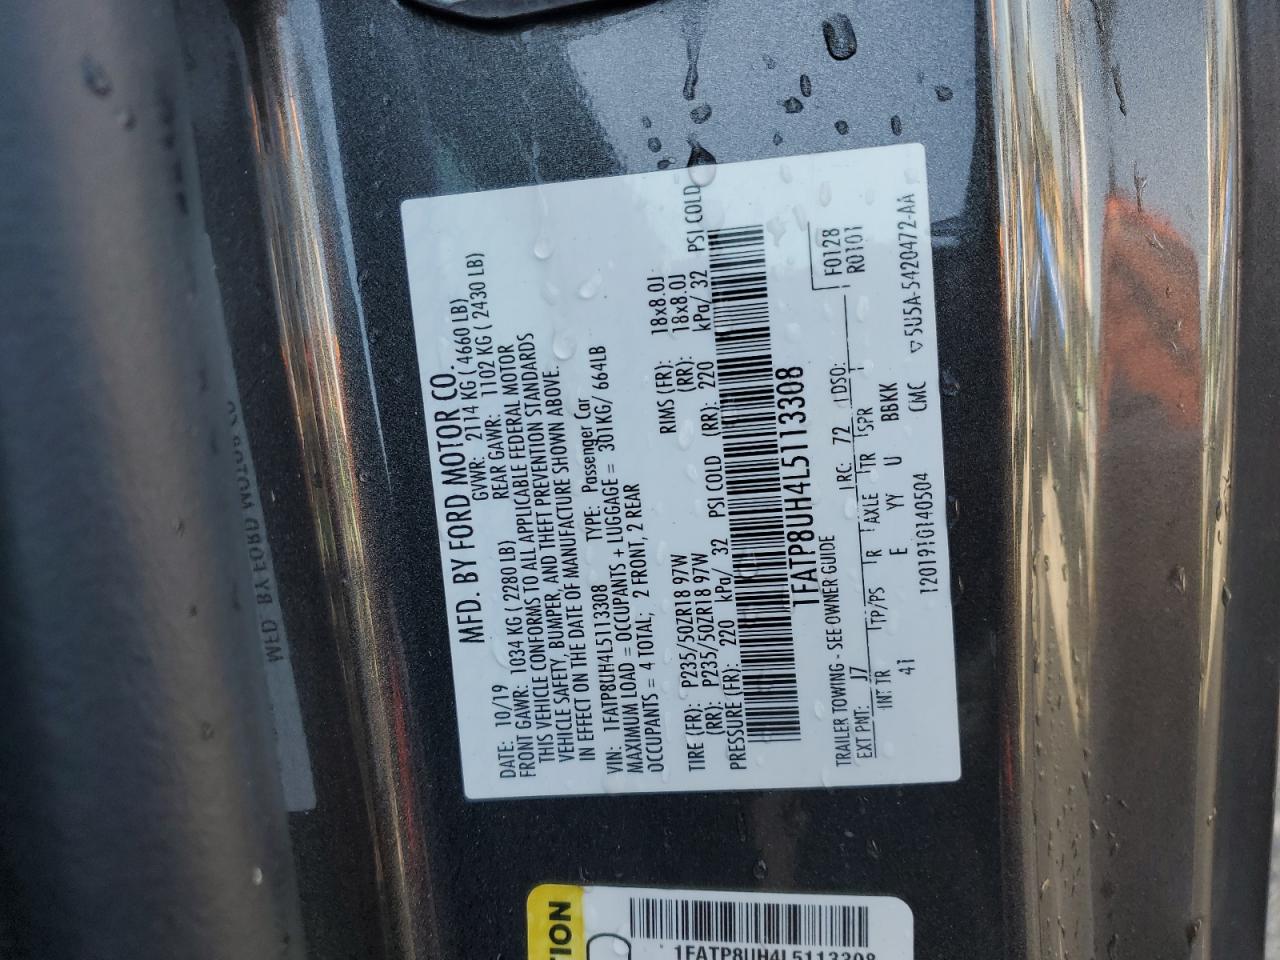 MFD. BY FORD MOTOR CO.
DATE: 10/19 GVWR: 2114 KG ( 4660 LB)
FRONT GAWR: 1034 KG ( 2280 LB) REAR GAWR: 1102 KG ( 2430 LB)
THIS VEHICLE CONFORMS TO ALL APPLICABLE FEDERAL MOTOR
VEHICLE SAFETY, BUMPER, AND THEFT PREVENTION STANDARDS
IN EFFECT ON THE DATE OF MANUFACTURE SHOWN ABOVE.
VIN: 1FATP8UH4L5113308 TYPE: Passenger Car
MAXIMUM LOAD = OCCUPANTS + LUGGAGE = 301KG/ 664LB
OCCUPANTS = 4 TOTAL; 2 FRONT, 2 REAR
TIRE (FR): P235/50ZR18 97W RIMS (FR): 18x8.0J
(RR): P235/50ZR18 97W (RR): 18x8.0J
PRESSURE (FR): 220 kPa/ 32 PSI COLD (RR): 220 kPa/ 32 PSI COLD
1FATP8UH4L5113308
TRAILER TOWING - SEE OWNER GUIDE
F0128
R0101
EXT PNT: J7 RC: 72 DSO:
INT TR TP/PS R AXLE TR SPR
41 E YY U BBKK
1201910140504 CMC
▽5U5A-5420472-AA
TION
1FATP8UH4L5113308